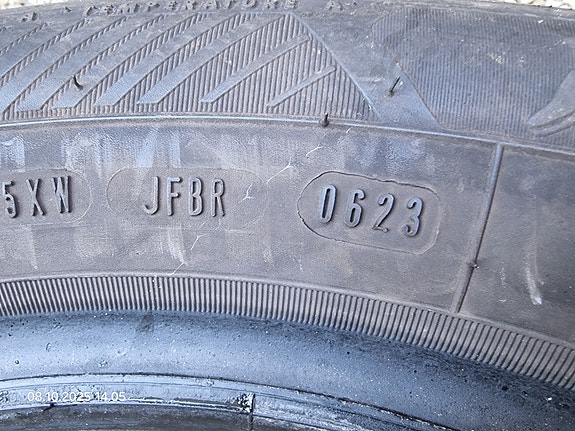 TEMPERATURE A
5XW JFBR 0623
08.10.2025 14:05